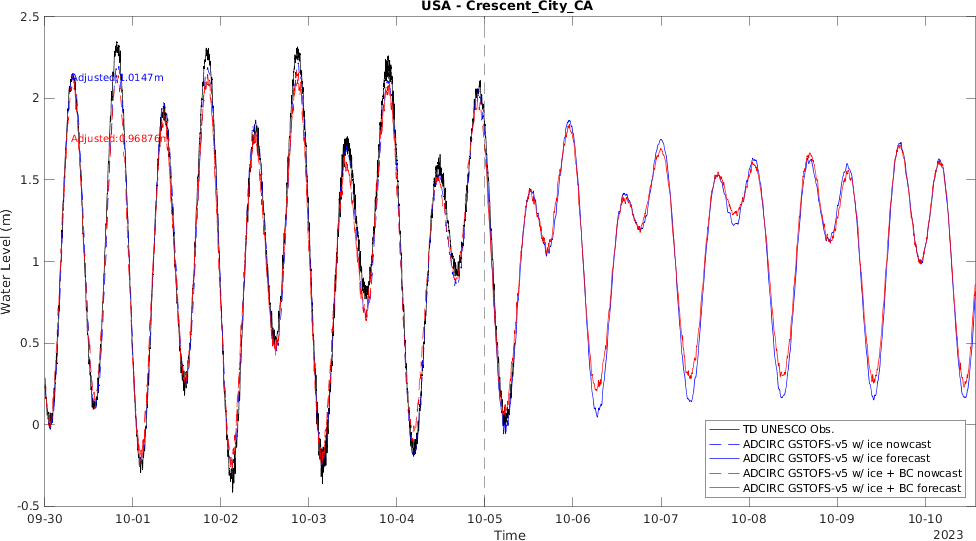 USA - Crescent_City_CA
2.5
2
1.5
1
0.5
0
-0.5
Water Level (m)
Adjusted:1.0147m
Adjusted:0.96876m
TD UNESCO Obs.
ADCIRC GSTOFS-v5 w/ ice nowcast
ADCIRC GSTOFS-v5 w/ ice forecast
ADCIRC GSTOFS-v5 w/ ice + BC nowcast
ADCIRC GSTOFS-v5 w/ ice + BC forecast
09-30 10-01 10-02 10-03 10-04 10-05 10-06 10-07 10-08 10-09 10-10
Time
2023